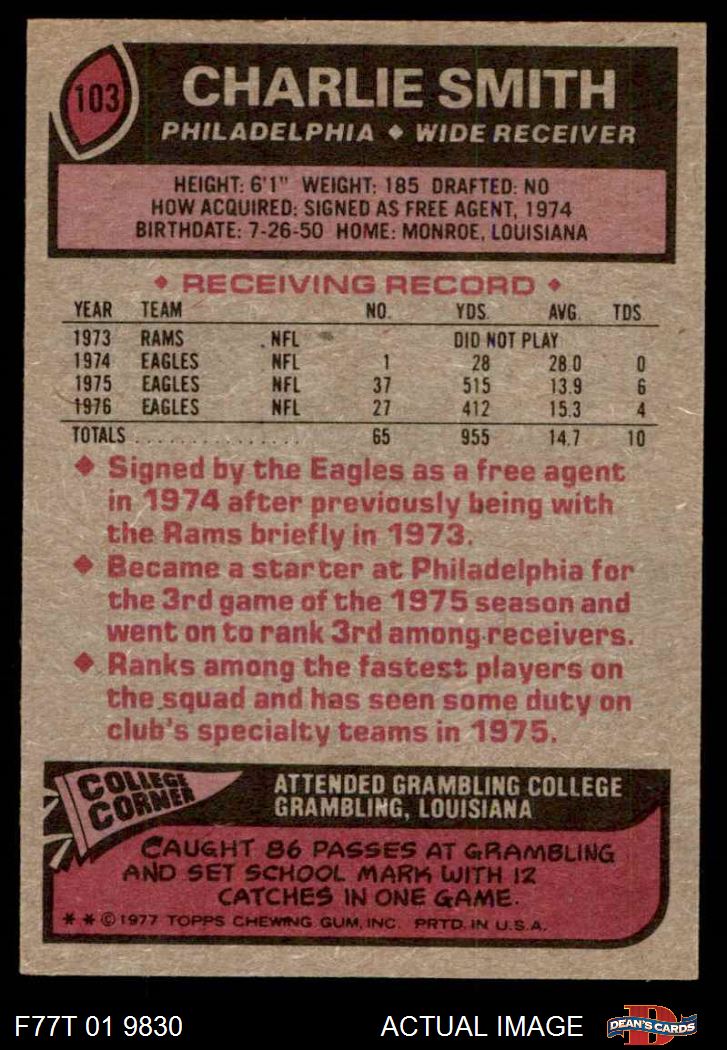 103
CHARLIE SMITH
PHILADELPHIA ◆ WIDE RECEIVER
HEIGHT: 6'1" WEIGHT: 185 DRAFTED: NO
HOW ACQUIRED: SIGNED AS FREE AGENT, 1974
BIRTHDATE: 7-26-50 HOME: MONROE, LOUISIANA
◆ RECEIVING RECORD ◆
YEAR TEAM NO. YDS. AVG. TDS
1973 RAMS NFL DID NOT PLAY
1974 EAGLES NFL 1 28 28.0 0
1975 EAGLES NFL 37 515 13.9 6
1976 EAGLES NFL 27 412 15.3 4
TOTALS . . . . . . . . . . . . . . . . 65 955 14.7 10
◆ Signed by the Eagles as a free agent
in 1974 after previously being with
the Rams briefly in 1973.
◆ Became a starter at Philadelphia for
the 3rd game of the 1975 season and
went on to rank 3rd among receivers.
◆ Ranks among the fastest players on
the squad and has seen some duty on
club's specialty teams in 1975.
COLLEGE
CORNER
ATTENDED GRAMBLING COLLEGE
GRAMBLING, LOUISIANA
CAUGHT 86 PASSES AT GRAMBLING
AND SET SCHOOL MARK WITH 12
CATCHES IN ONE GAME.
* * © 1977 TOPPS CHEWING GUM, INC. PRTD. IN U.S.A.
F77T 01 9830 ACTUAL IMAGE
D
DEAN'S CARDS